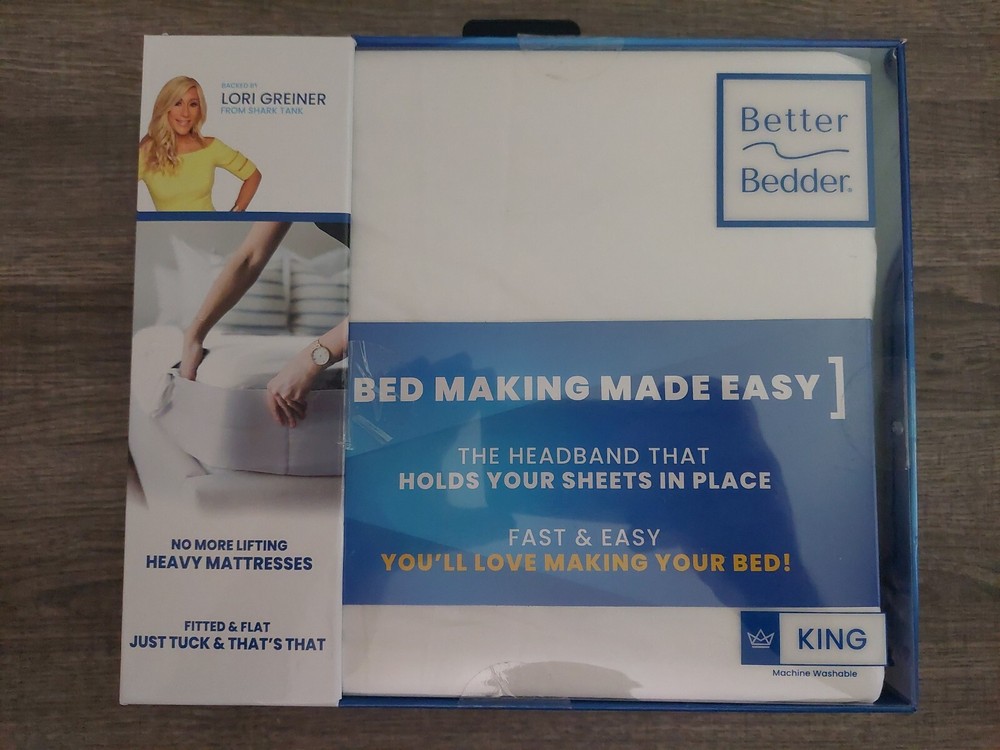 BACKED BY
LORI GREINER
FROM SHARK TANK
Better
Bedder®
BED MAKING MADE EASY]
THE HEADBAND THAT
HOLDS YOUR SHEETS IN PLACE
FAST & EASY
YOU'LL LOVE MAKING YOUR BED!
NO MORE LIFTING
HEAVY MATTRESSES
FITTED & FLAT
JUST TUCK & THAT'S THAT
KING
Machine Washable